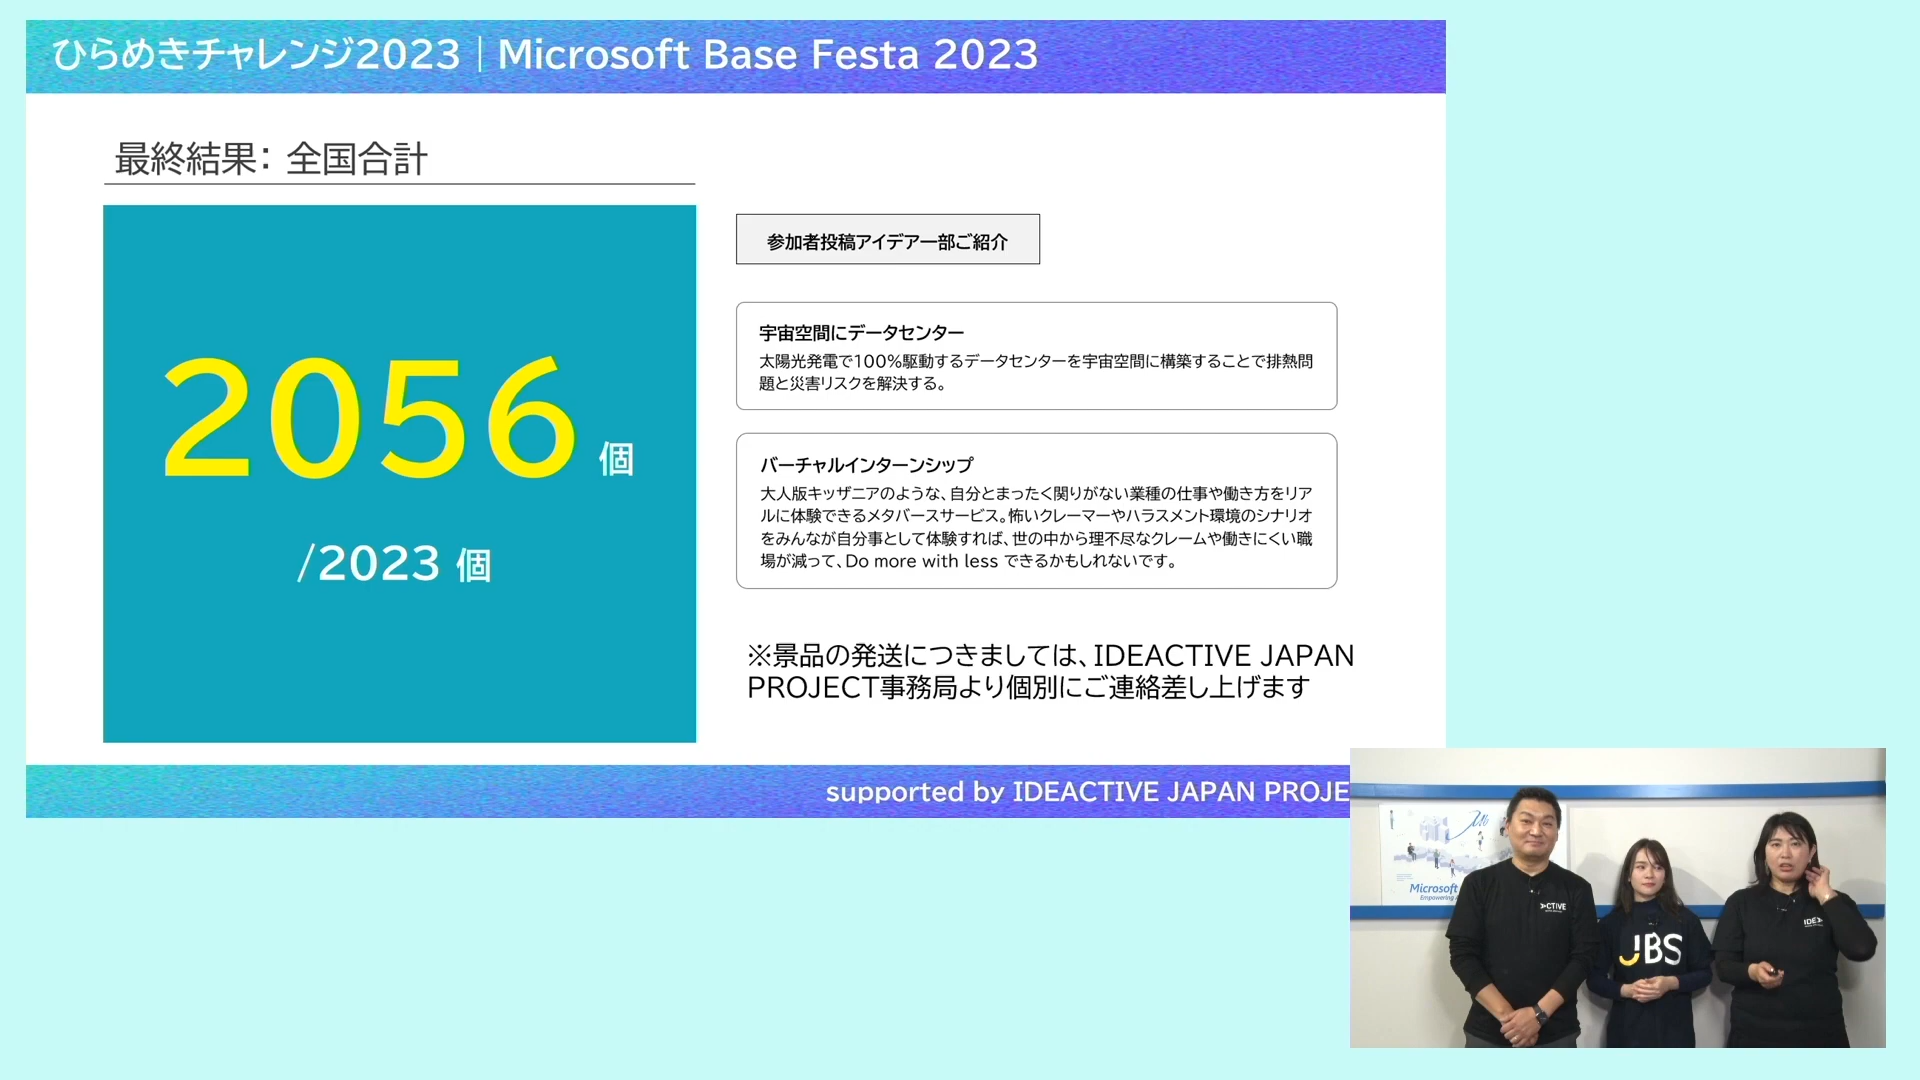 ひらめきチャレンジ2023｜Microsoft Base Festa 2023
最終結果： 全国合計
2056 個
/2023 個
参加者投稿アイデア一部ご紹介
宇宙空間にデータセンター
太陽光発電で100%駆動するデータセンターを宇宙空間に構築することで排熱問
題と災害リスクを解決する。
バーチャルインターンシップ
大人版キッザニアのような、自分とまったく関りがない業種の仕事や働き方をリア
ルに体験できるメタバースサービス。怖いクレーマーやハラスメント環境のシナリオ
をみんなが自分事として体験すれば、世の中から理不尽なクレームや働きにくい職
場が減って、Do more with less できるかもしれないです。
※景品の発送につきましては、IDEACTIVE JAPAN
PROJECT事務局より個別にご連絡差し上げます
supported by IDEACTIVE JAPAN PROJE
Microsoft
Empowering
ACTIVE
JBS
IDEA